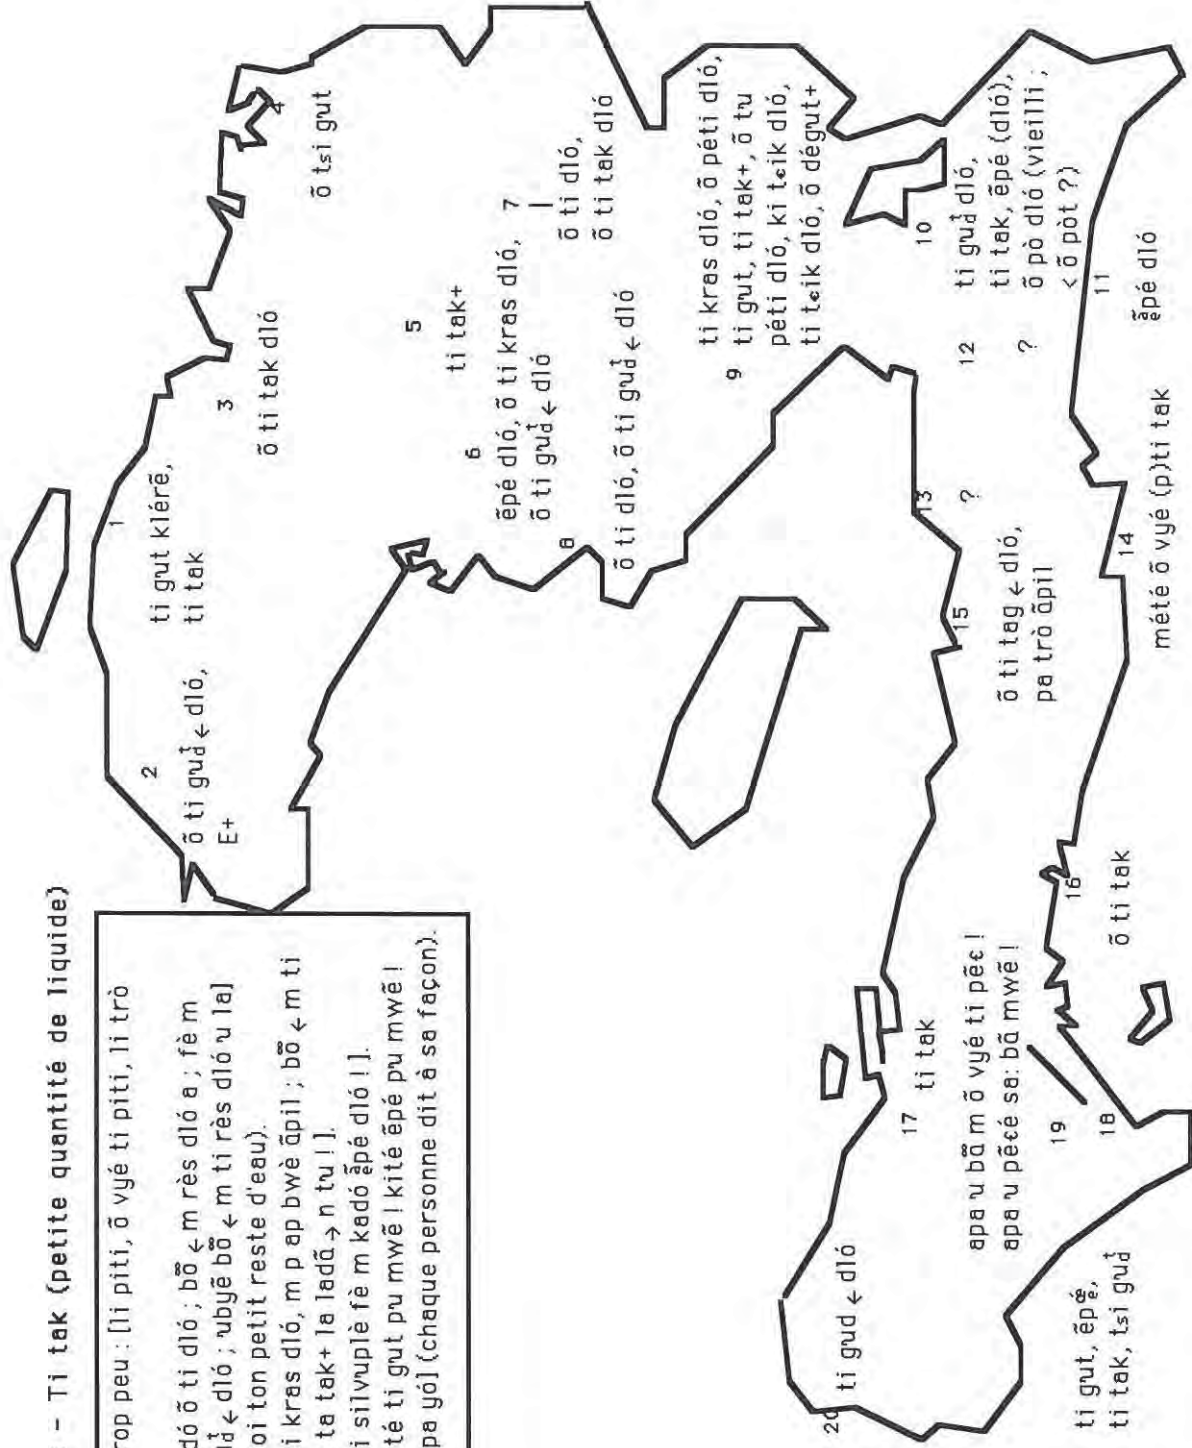 - Ti tak (petite quantité de liquide)
rop peu : [li piti, õ vyé ti piti, li trò
dó õ ti dló ; bõ ← m rès dló a ; fè m
← dló ; ubyẽ bõ ← m ti rès dló u la]
oi ton petit reste d'eau).
i kras dló, m p ap bwè ãpil ; bõ ← m ti
ta tak+ la ladã → n tu ! ].
i silvuplè fè m kadó ẽpé dló ! ].
té ti gut pu mwẽ ! kité ẽpé pu mwẽ !
pa yól (chaque personne dit à sa façon).
1
ti gut kléré̃,
ti tak
2
õ ti gud ← dló,
E+
3
õ ti tak dló
4
õ tsi gut
5
ti tak+
6
ẽpé dló, õ ti kras dló,
õ ti gud ← dló
7
õ ti dló,
õ ti tak dló
8
õ ti dló, õ ti gud ← dló
9
ti kras dló, õ péti dló,
ti gut, ti tak+, õ tu
péti dló, ki tɛik dló,
ti tɛik dló, õ dégut+
10
ti gud dló,
ti tak, ẽpé (dló),
õ pò dló (vieilli ;
< õ pòt ?)
11
ẽpé dló
12
?
13
?
14
mété õ vyé (p)ti tak
15
õ ti tag ← dló,
pa trò ãpil
16
õ ti tak
17
ti tak
apa u bã m õ vyé ti pẽɛ !
apa u pẽɛé sa: bã mwẽ !
19
18
ti gut, ẽpé,
ti tak, tsi gud
20
ti gud ← dló